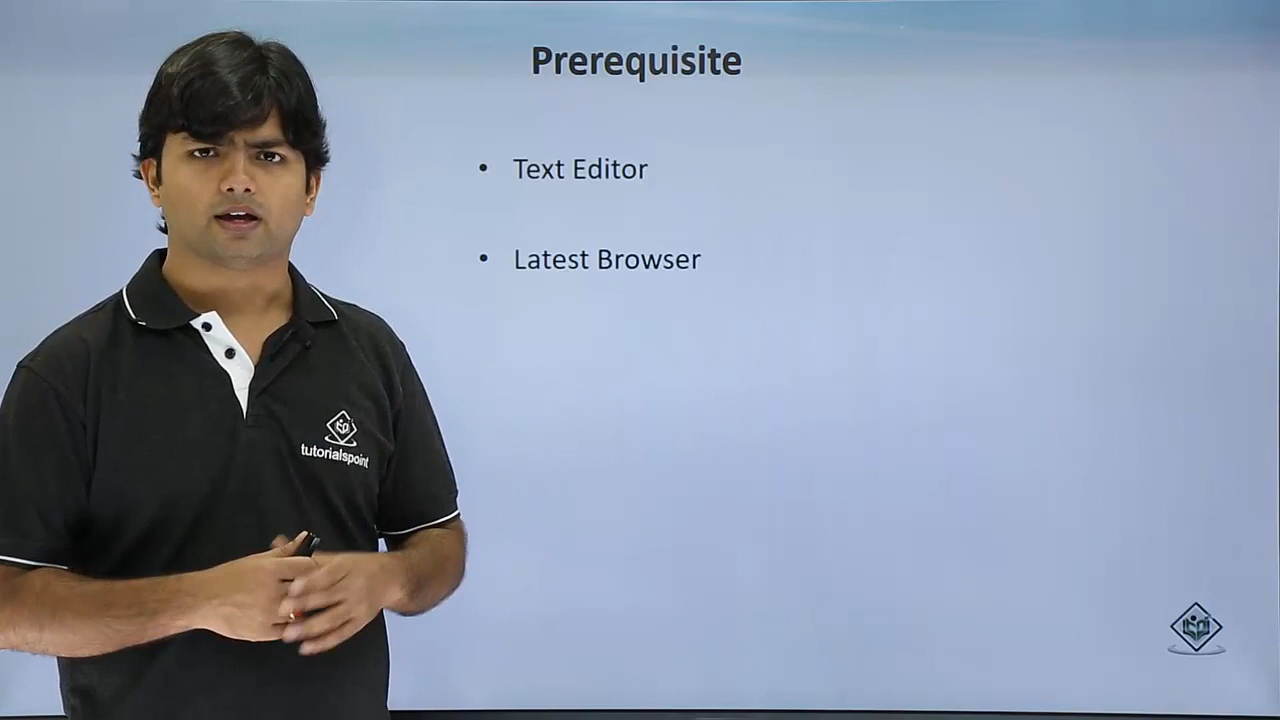 Prerequisite
• Text Editor
• Latest Browser
tutorialspoint